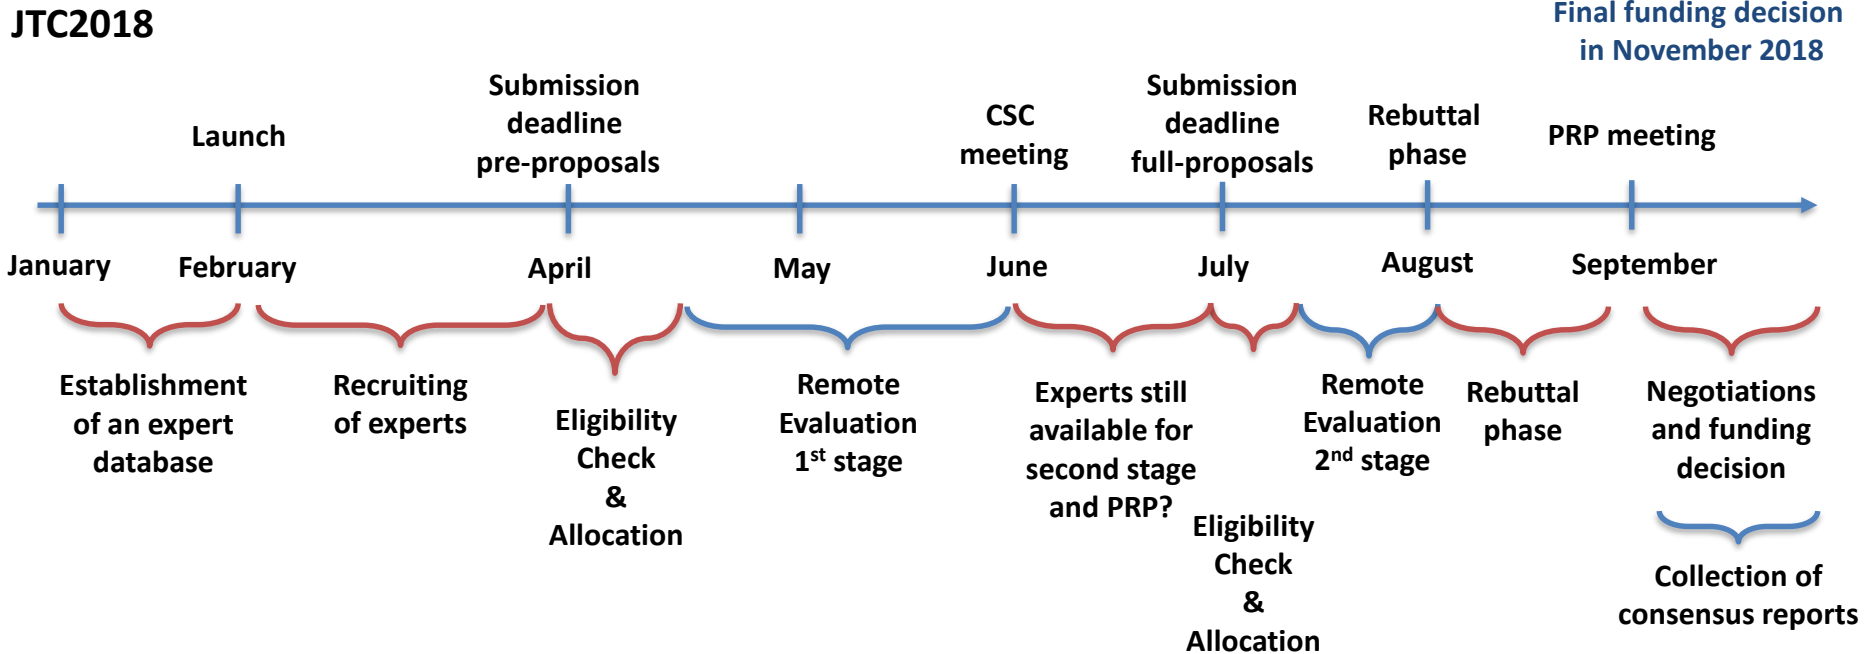 JTC2018
Final funding decision
in November 2018
Launch
Submission
deadline
pre-proposals
CSC
meeting
Submission
deadline
full-proposals
Rebuttal
phase
PRP meeting
January
February
April
May
June
July
August
September
Establishment
of an expert
database
Recruiting
of experts
Eligibility
Check
&
Allocation
Remote
Evaluation
1st stage
Experts still
available for
second stage
and PRP?
Eligibility
Check
&
Allocation
Remote
Evaluation
2nd stage
Rebuttal
phase
Negotiations
and funding
decision
Collection of
consensus reports